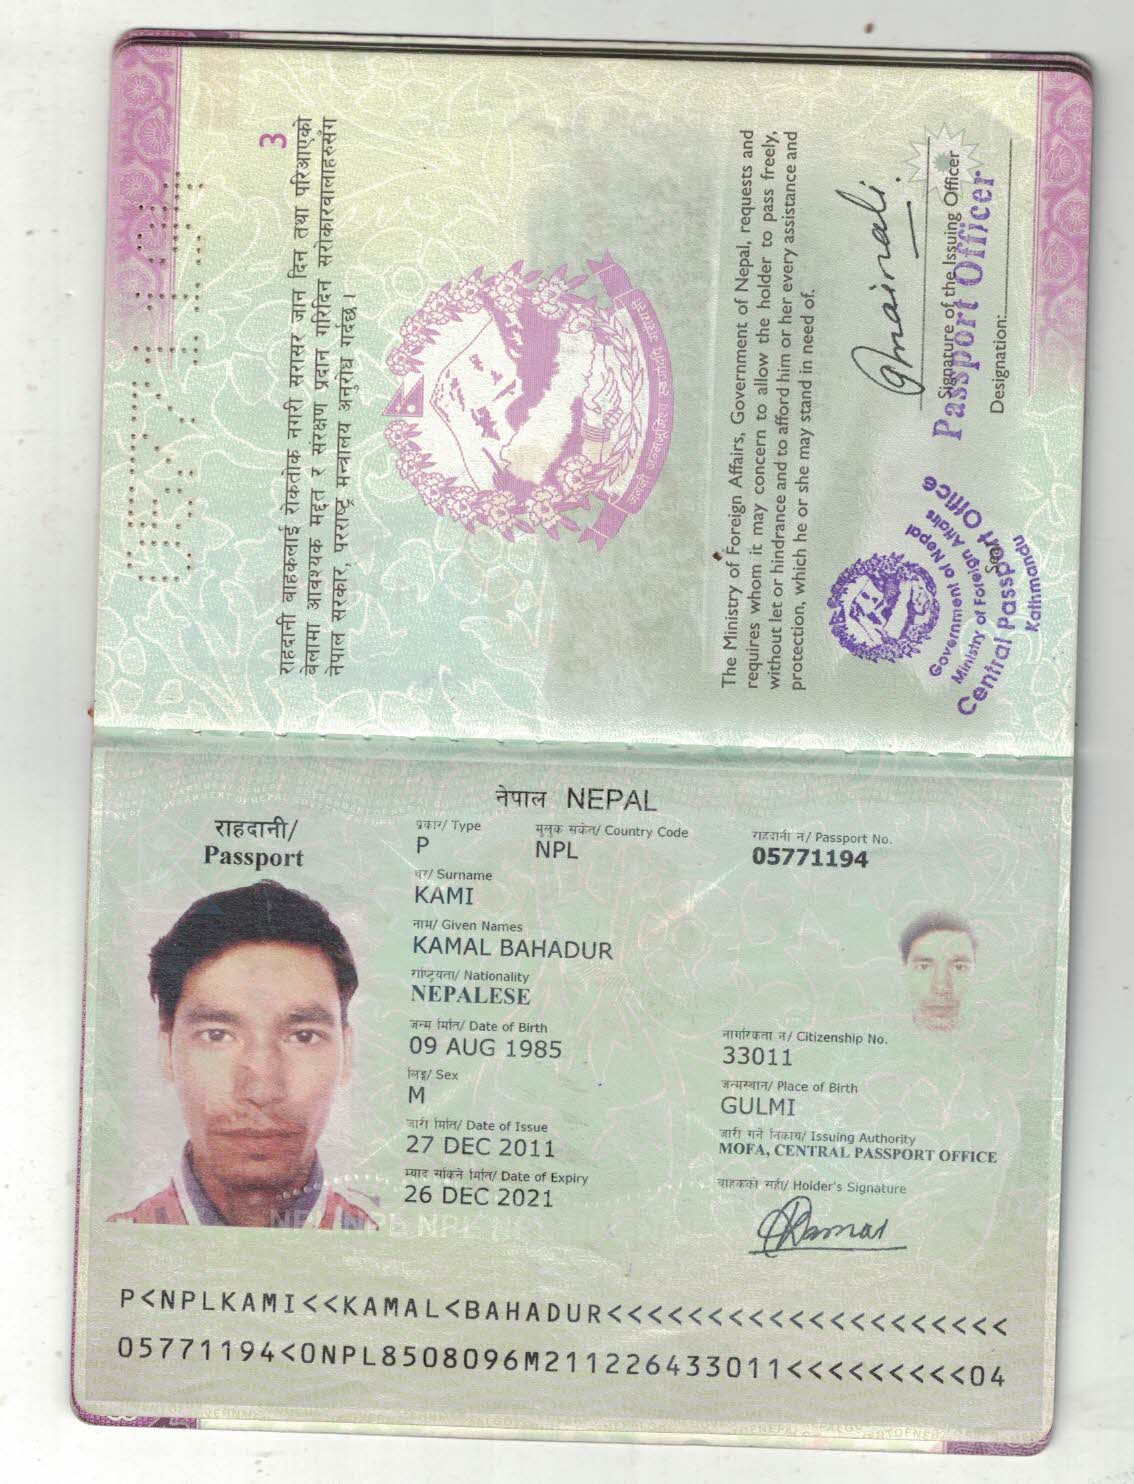 3
राहदानी बाहकलाई रोकतोक नगरी सरासर जान दिन तथा परिआएको
बेलामा आवश्यक मद्दत र संरक्षण प्रदान गरिदिन सरोकारवालाहरुसँग
नेपाल सरकार, परराष्ट्र मन्त्रालय अनुरोध गर्दछ ।
The Ministry of Foreign Affairs, Government of Nepal, requests and
requires whom it may concern to allow the holder to pass freely,
without let or hindrance and to afford him or her every assistance and
protection, which he or she may stand in need of.
Signature of the Issuing Officer
Passport Officer
Designation:
Seal
Government of Nepal
Ministry of Foreign Affairs
Central Passport Office
Kathmandu
नेपाल NEPAL
राहदानी/
Passport
प्रकार/ Type
P
मुलुक संकेत/ Country Code
NPL
राहदानी नं/ Passport No.
05771194
थर/ Surname
KAMI
नाम/ Given Names
KAMAL BAHADUR
राष्ट्रियता/ Nationality
NEPALESE
जन्म मिति/ Date of Birth
09 AUG 1985
नागरिकता नं/ Citizenship No.
33011
लिङ्ग/ Sex
M
जन्मस्थान/ Place of Birth
GULMI
जारी मिति/ Date of Issue
27 DEC 2011
जारी गर्ने निकाय/ Issuing Authority
MOFA, CENTRAL PASSPORT OFFICE
म्याद सकिने मिति/ Date of Expiry
26 DEC 2021
वाहकको सही/ Holder's Signature
P<NPLKAMI<<KAMAL<BAHADUR<<<<<<<<<<<<<<<<<<<<
05771194<0NPL8508096M211226433011<<<<<<<<<04